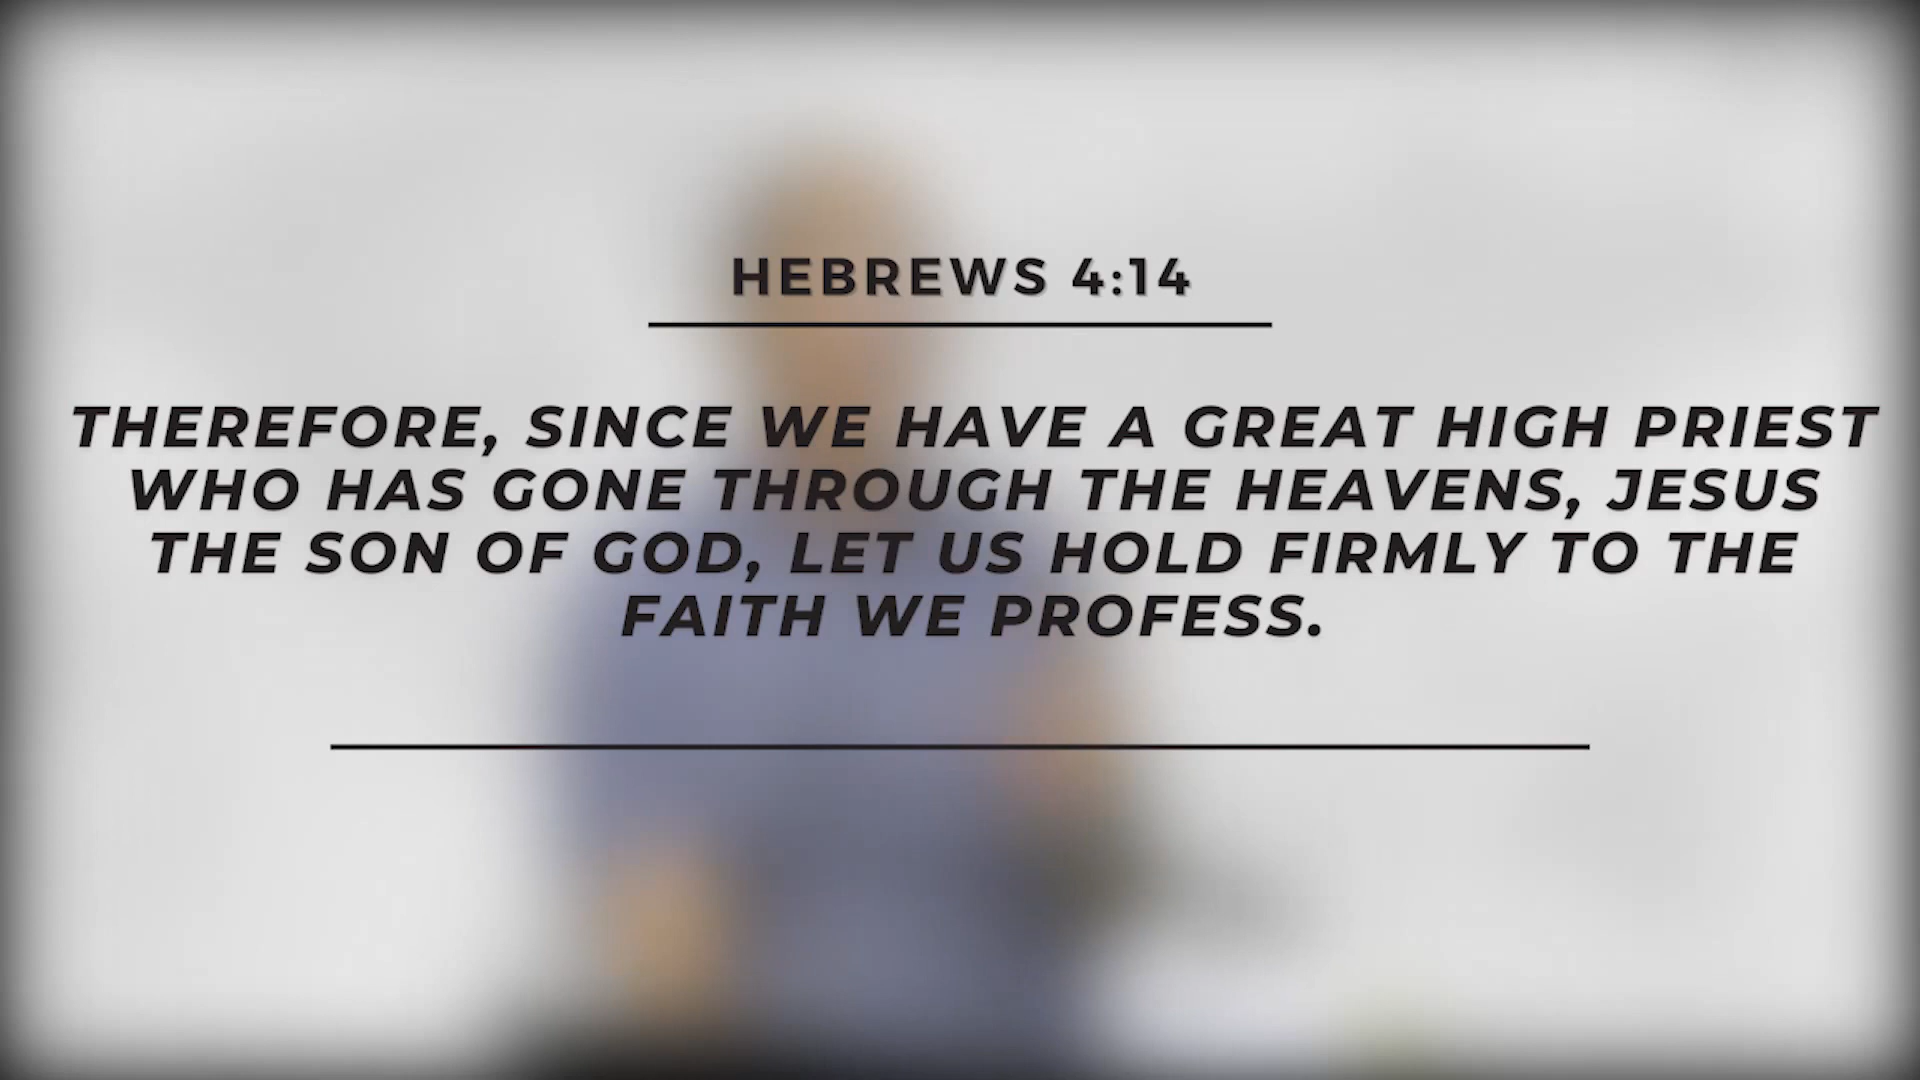 HEBREWS 4:14
THEREFORE, SINCE WE HAVE A GREAT HIGH PRIEST
WHO HAS GONE THROUGH THE HEAVENS, JESUS
THE SON OF GOD, LET US HOLD FIRMLY TO THE
FAITH WE PROFESS.